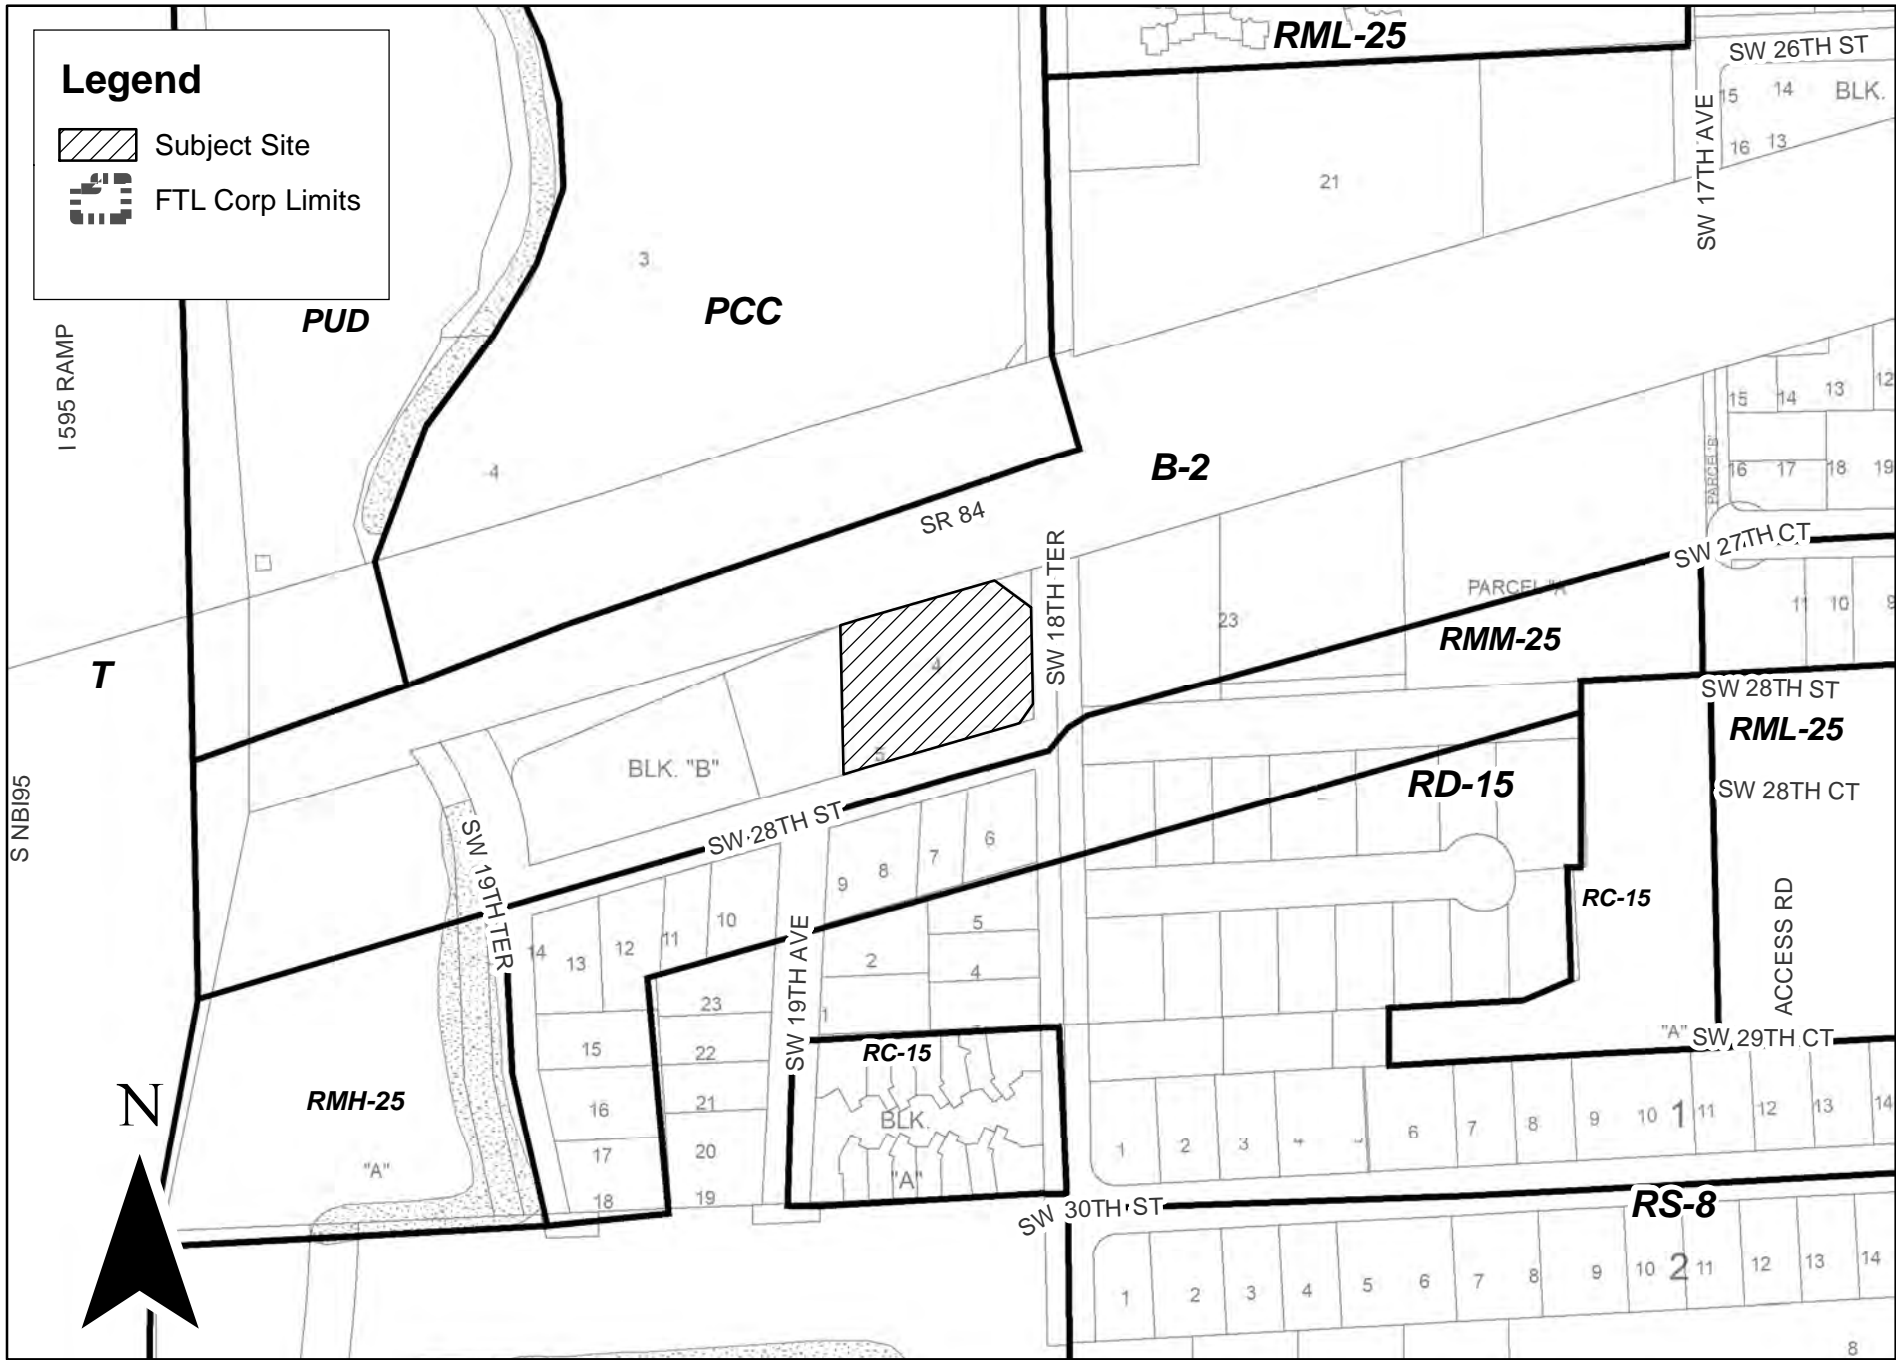 Legend
Subject Site
FTL Corp Limits
RML-25
SW 26TH ST
15
14
BLK.
16
13
SW 17TH AVE
21
3
PUD
PCC
I 595 RAMP
4
B-2
SR 84
15
14
13
12
16
17
18
19
PARCEL 'B'
SW 27TH CT
SW 18TH TER
PARCEL "A"
11
10
9
23
RMM-25
T
4
5
SW 28TH ST
RML-25
BLK. "B"
RD-15
SW 28TH CT
S NBI95
SW 28TH ST
SW 19TH TER
9
8
7
6
RC-15
ACCESS RD
14
13
12
11
10
SW 19TH AVE
5
2
4
23
1
15
22
RC-15
"A"
SW 29TH CT
N
RMH-25
16
21
BLK.
"A"
17
20
"A"
18
19
1
2
3
6
7
8
9
10
1
11
12
13
14
SW 30TH ST
RS-8
1
2
3
4
5
6
7
8
9
10
2
11
12
13
14
8